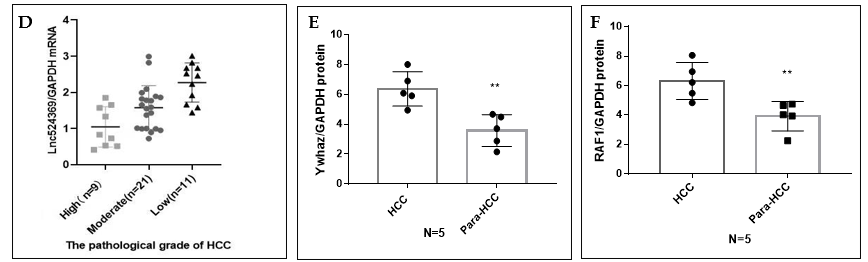 D
Lnc524369/GAPDH mRNA
4
3
2
1
0
High( n=9)
Moderate(n=21)
Low(n=11)
The pathological grade of HCC
E
Ywhaz/GAPDH protein
10
8
6
4
2
0
**
HCC
Para-HCC
N=5
F
RAF1/GAPDH protein
10
8
6
4
2
0
**
HCC
Para-HCC
N=5